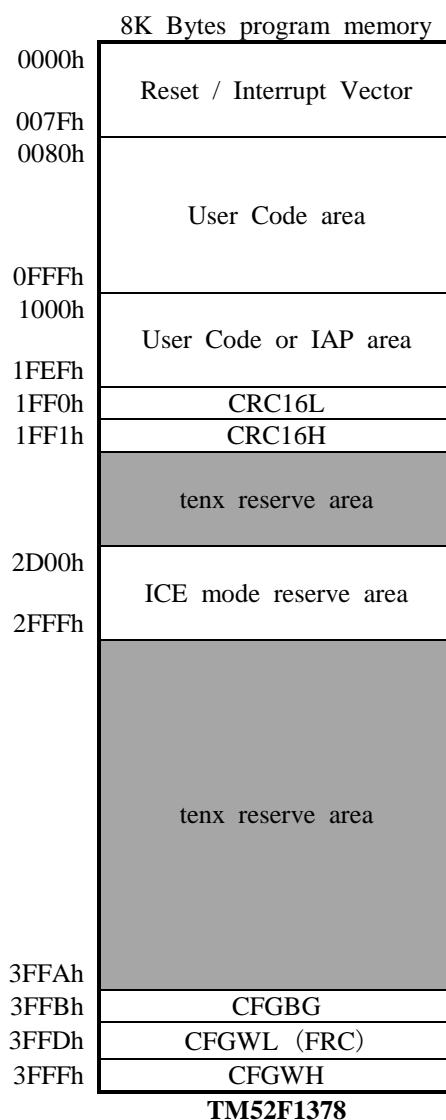 8K Bytes program memory
0000h
Reset / Interrupt Vector
007Fh
0080h
User Code area
0FFFh
1000h
User Code or IAP area
1FEFh
1FF0h CRC16L
1FF1h CRC16H
tenx reserve area
2D00h
ICE mode reserve area
2FFFh
tenx reserve area
3FFAh
3FFBh CFGBG
3FFDh CFGWL (FRC)
3FFFh CFGWH
TM52F1378